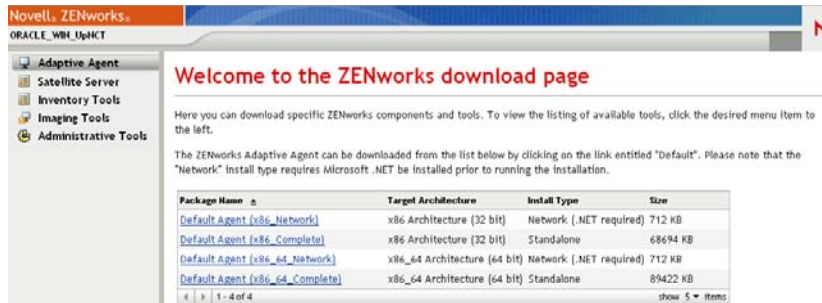 Novell® ZENworks®
ORACLE_WIN_UpNCT
Adaptive Agent
Satellite Server
Inventory Tools
Imaging Tools
Administrative Tools
Welcome to the ZENworks download page
Here you can download specific ZENworks components and tools. To view the listing of available tools, click the desired menu item to
the left.
The ZENworks Adaptive Agent can be downloaded from the list below by clicking on the link entitled "Default". Please note that the
"Network" install type requires Microsoft .NET be installed prior to running the installation.
Package Name Target Architecture Install Type Size
Default Agent (x86_Network) x86 Architecture (32 bit) Network (.NET required) 712 KB
Default Agent (x86_Complete) x86 Architecture (32 bit) Standalone 68694 KB
Default Agent (x86_64_Network) x86_64 Architecture (64 bit) Network (.NET required) 712 KB
Default Agent (x86_64_Complete) x86_64 Architecture (64 bit) Standalone 89422 KB
1 - 4 of 4 show 5 items